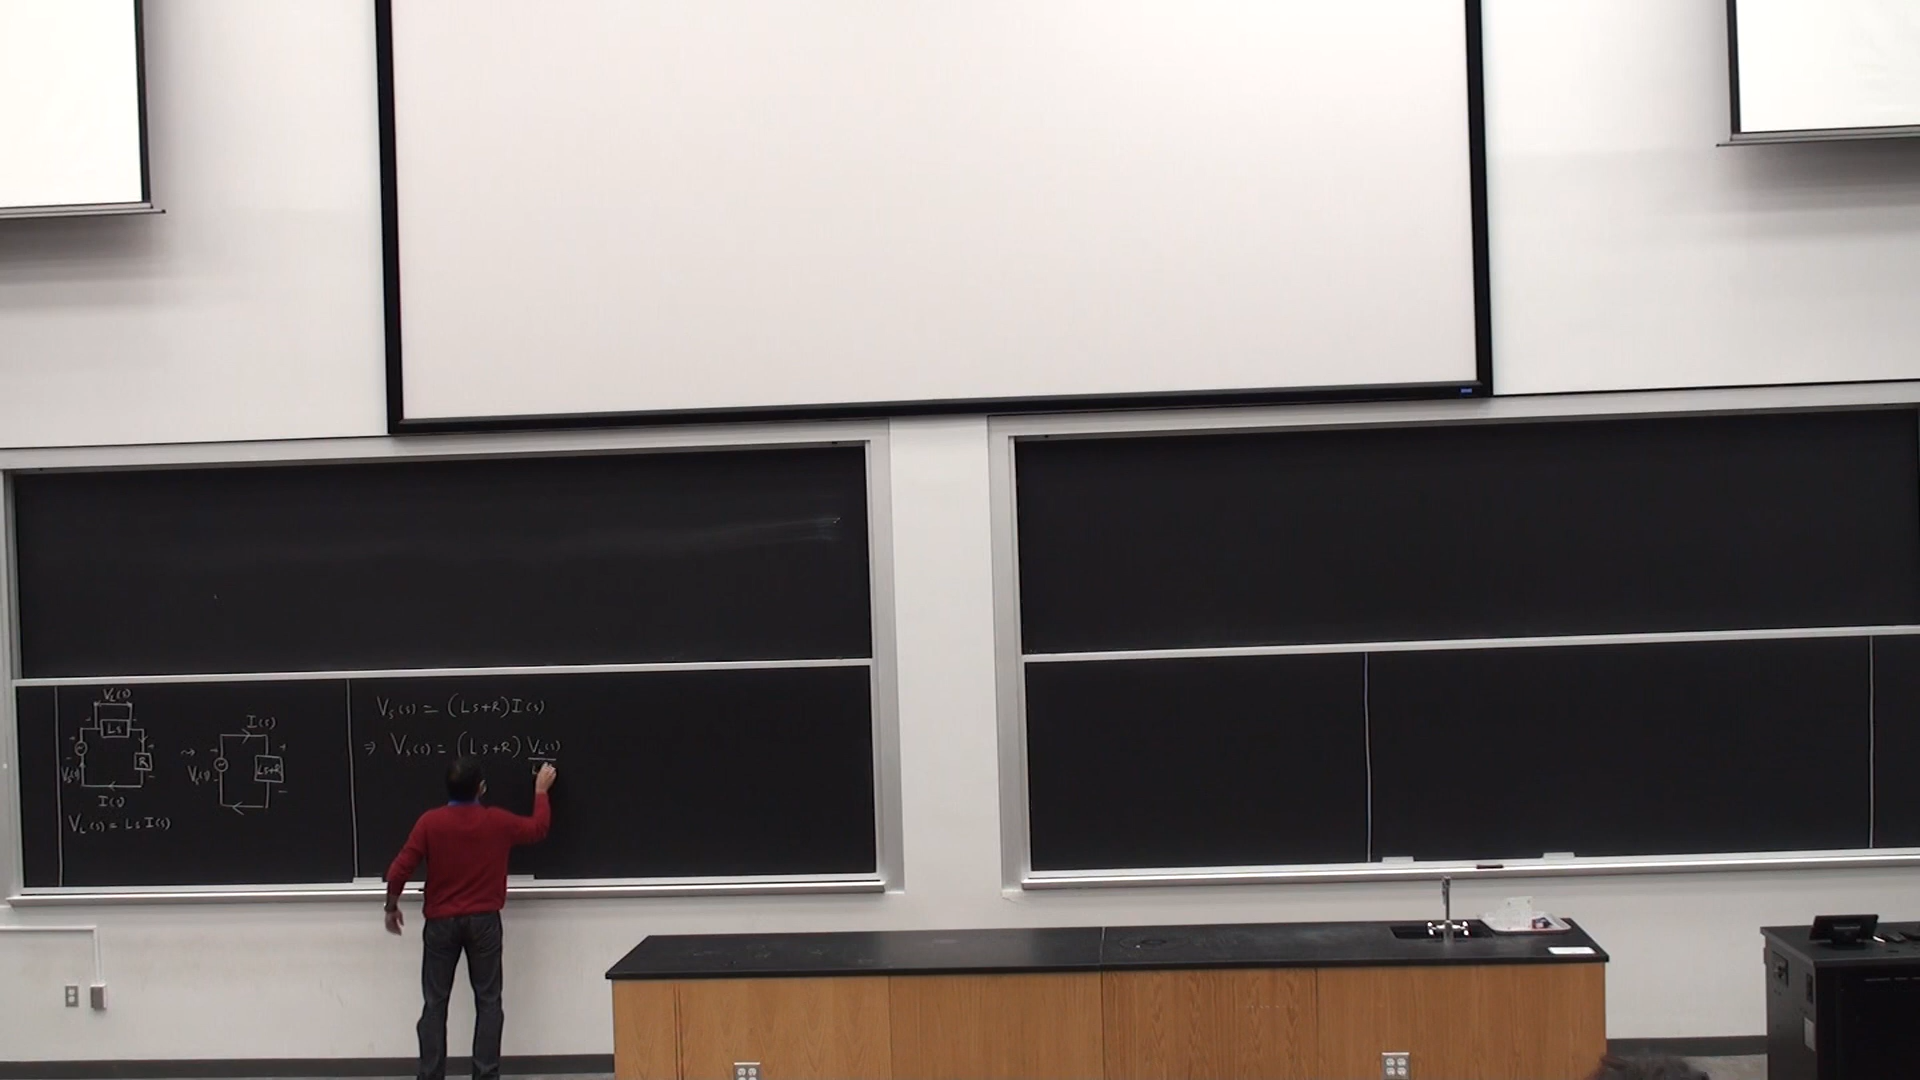 V_L(s)
+ -
Ls
+
-
V_s(s)
+
R
-
I(s)
V_L(s) = Ls I(s)
⇝
I(s)
+
-
V_s(s)
+
Ls+R
-
V_s(s) = (Ls+R) I(s)
⇒ V_s(s) = (Ls+R) V_L(s)